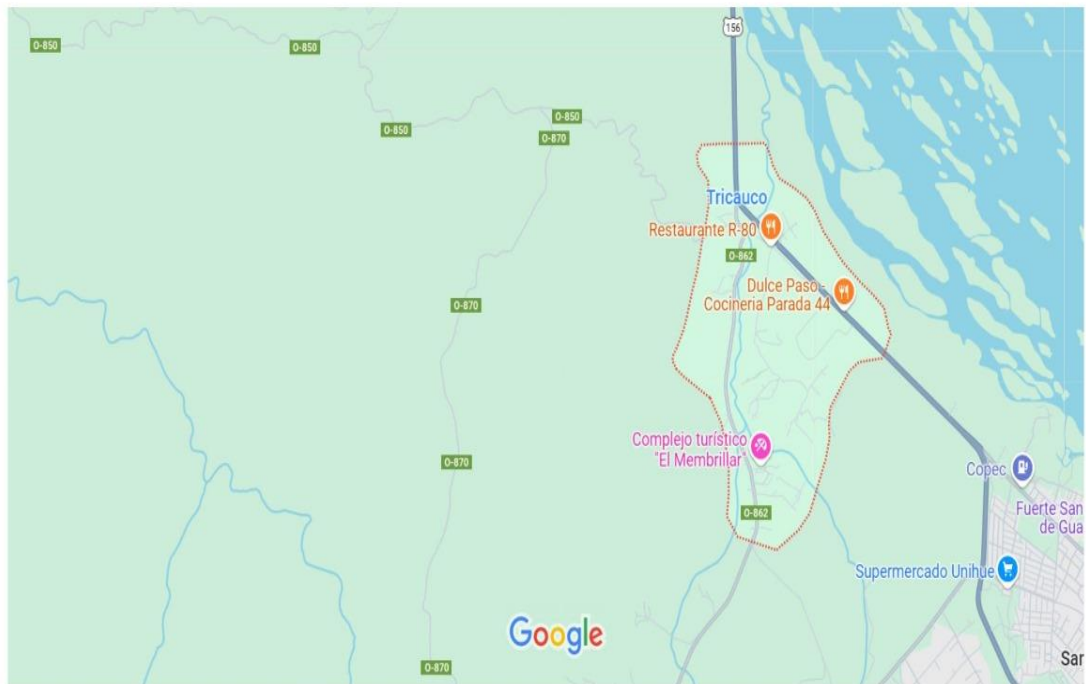 156
O-850
O-850
O-850
O-850
O-870
Tricauco
Restaurante R-80
O-862
Dulce Paso -
Cocineria Parada 44
O-870
Complejo turístico
"El Membrillar"
O-870
Copec
O-862
Fuerte San
de Gua
Supermercado Unihue
Google
O-870
Sar